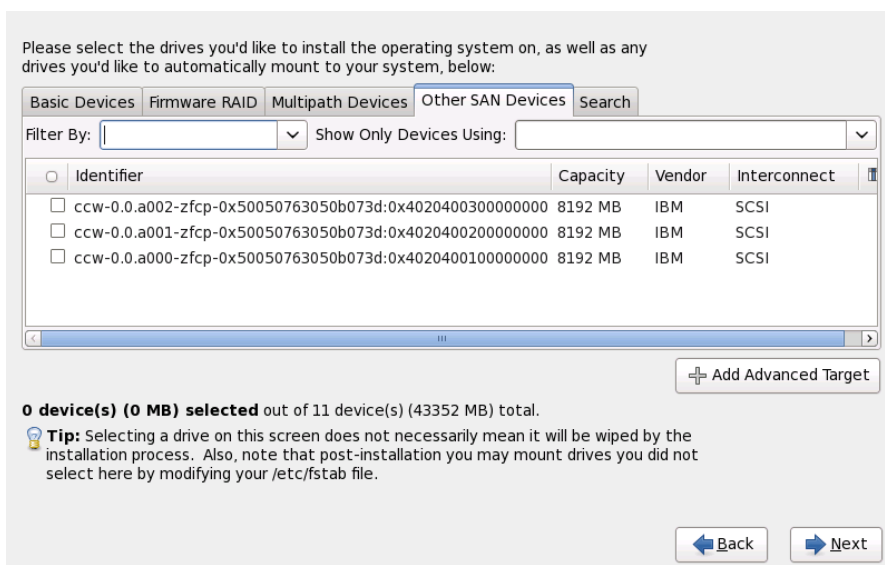 Please select the drives you'd like to install the operating system on, as well as any
drives you'd like to automatically mount to your system, below:
Basic Devices Firmware RAID Multipath Devices Other SAN Devices Search
Filter By: Show Only Devices Using:
Identifier Capacity Vendor Interconnect
ccw-0.0.a002-zfcp-0x50050763050b073d:0x4020400300000000 8192 MB IBM SCSI
ccw-0.0.a001-zfcp-0x50050763050b073d:0x4020400200000000 8192 MB IBM SCSI
ccw-0.0.a000-zfcp-0x50050763050b073d:0x4020400100000000 8192 MB IBM SCSI
Add Advanced Target
0 device(s) (0 MB) selected out of 11 device(s) (43352 MB) total.
Tip: Selecting a drive on this screen does not necessarily mean it will be wiped by the
installation process. Also, note that post-installation you may mount drives you did not
select here by modifying your /etc/fstab file.
Back Next